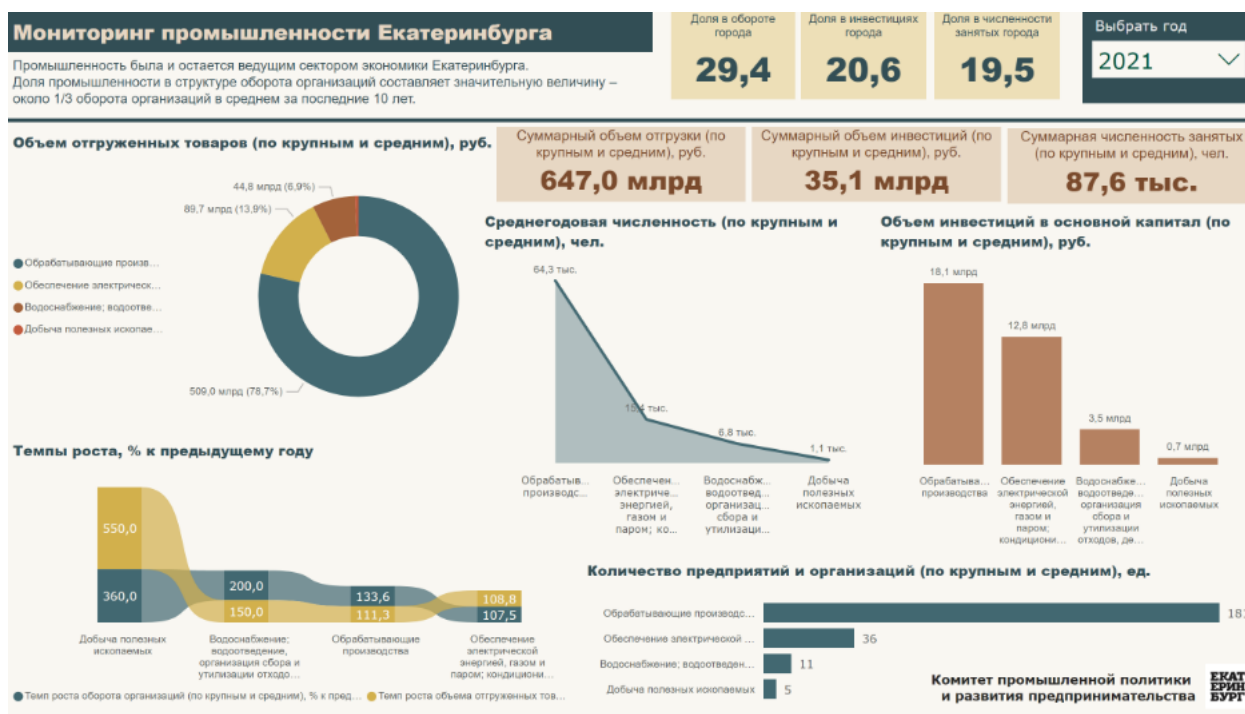 Мониторинг промышленности Екатеринбурга
Промышленность была и остается ведущим сектором экономики Екатеринбурга.
Доля промышленности в структуре оборота организаций составляет значительную величину –
около 1/3 оборота организаций в среднем за последние 10 лет.
Доля в обороте
города
29,4
Доля в инвестициях
города
20,6
Доля в численности
занятых города
19,5
Выбрать год
2021
Объем отгруженных товаров (по крупным и средним), руб.
44,8 млрд (6,9%)
89,7 млрд (13,9%)
509,0 млрд (78,7%)
Обрабатывающие произв...
Обеспечение электрическ...
Водоснабжение; водоотве...
Добыча полезных ископае...
Суммарный объем отгрузки (по
крупным и средним), руб.
647,0 млрд
Суммарный объем инвестиций (по
крупным и средним), руб.
35,1 млрд
Суммарная численность занятых
(по крупным и средним), чел.
87,6 тыс.
Среднегодовая численность (по крупным и
средним), чел.
64,3 тыс.
15,4 тыс.
6,8 тыс.
1,1 тыс.
Обрабатыв...
производс...
Обеспечен...
электриче...
энергией,
газом и
паром; ко...
Водоснабж...
водоотвед...
организац...
сбора и
утилизаци...
Добыча
полезных
ископаемых
Объем инвестиций в основной капитал (по
крупным и средним), руб.
18,1 млрд
12,8 млрд
3,5 млрд
0,7 млрд
Обрабатыва...
производства
Обеспечение
электрической
энергией,
газом и
паром;
кондициони...
Водоснабже...
водоотведе...
организация
сбора и
утилизации
отходов, де...
Добыча
полезных
ископаемых
Темпы роста, % к предыдущему году
550,0
360,0
200,0
150,0
133,6
111,3
108,8
107,5
Добыча полезных
ископаемых
Водоснабжение;
водоотведение,
организация сбора и
утилизации отходо...
Обрабатывающие
производства
Обеспечение
электрической
энергией, газом и
паром; кондициони...
Темп роста оборота организаций (по крупным и средним), % к пред...
Темп роста объема отгруженных тов...
Количество предприятий и организаций (по крупным и средним), ед.
Обрабатывающие производс...
Обеспечение электрической ...
36
Водоснабжение; водоотведен...
11
Добыча полезных ископаемых
5
Комитет промышленной политики
и развития предпринимательства
ЕКАТ
ЕРИН
БУРГ